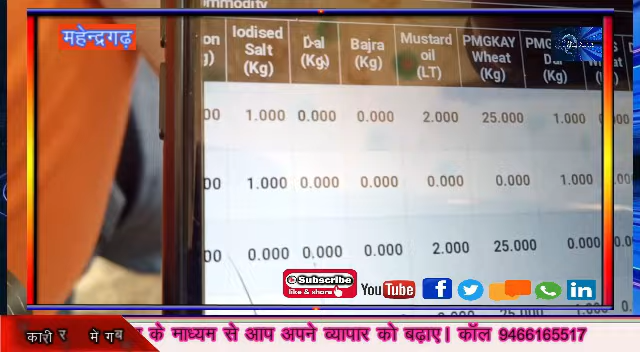 ommodity
महेन्द्रगढ़
on Iodised Salt (Kg) Dal (Kg) Bajra (Kg) Mustard oil (LT) PMGKAY Wheat (Kg)
00 1.000 0.000 0.000 2.000 25.000 1.000
00 1.000 0.000 0.000 0.000 0.000 1.000
00 0.000 0.000 0.000 2.000 25.000 0.000
Subscribe
like & share
YouTube
f in
के माध्यम से आप अपने व्यापार को बढ़ाए। कॉल 9466165517